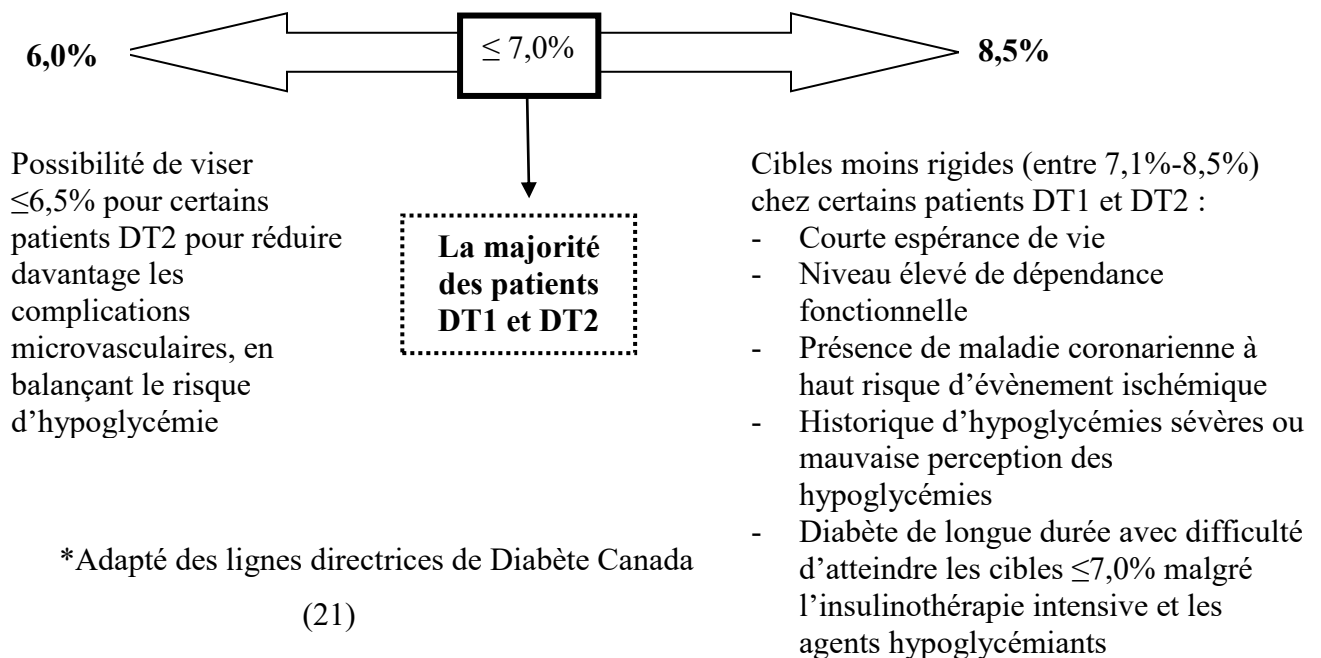 6,0%
≤ 7,0%
8,5%
Possibilité de viser
≤6,5% pour certains
patients DT2 pour réduire
davantage les
complications
microvasculaires, en
balançant le risque
d’hypoglycémie
La majorité
des patients
DT1 et DT2
Cibles moins rigides (entre 7,1%-8,5%)
chez certains patients DT1 et DT2 :
- Courte espérance de vie
- Niveau élevé de dépendance
fonctionnelle
- Présence de maladie coronarienne à
haut risque d’évènement ischémique
- Historique d’hypoglycémies sévères ou
mauvaise perception des
hypoglycémies
- Diabète de longue durée avec difficulté
d’atteindre les cibles ≤7,0% malgré
l’insulinothérapie intensive et les
agents hypoglycémiants
*Adapté des lignes directrices de Diabète Canada
(21)